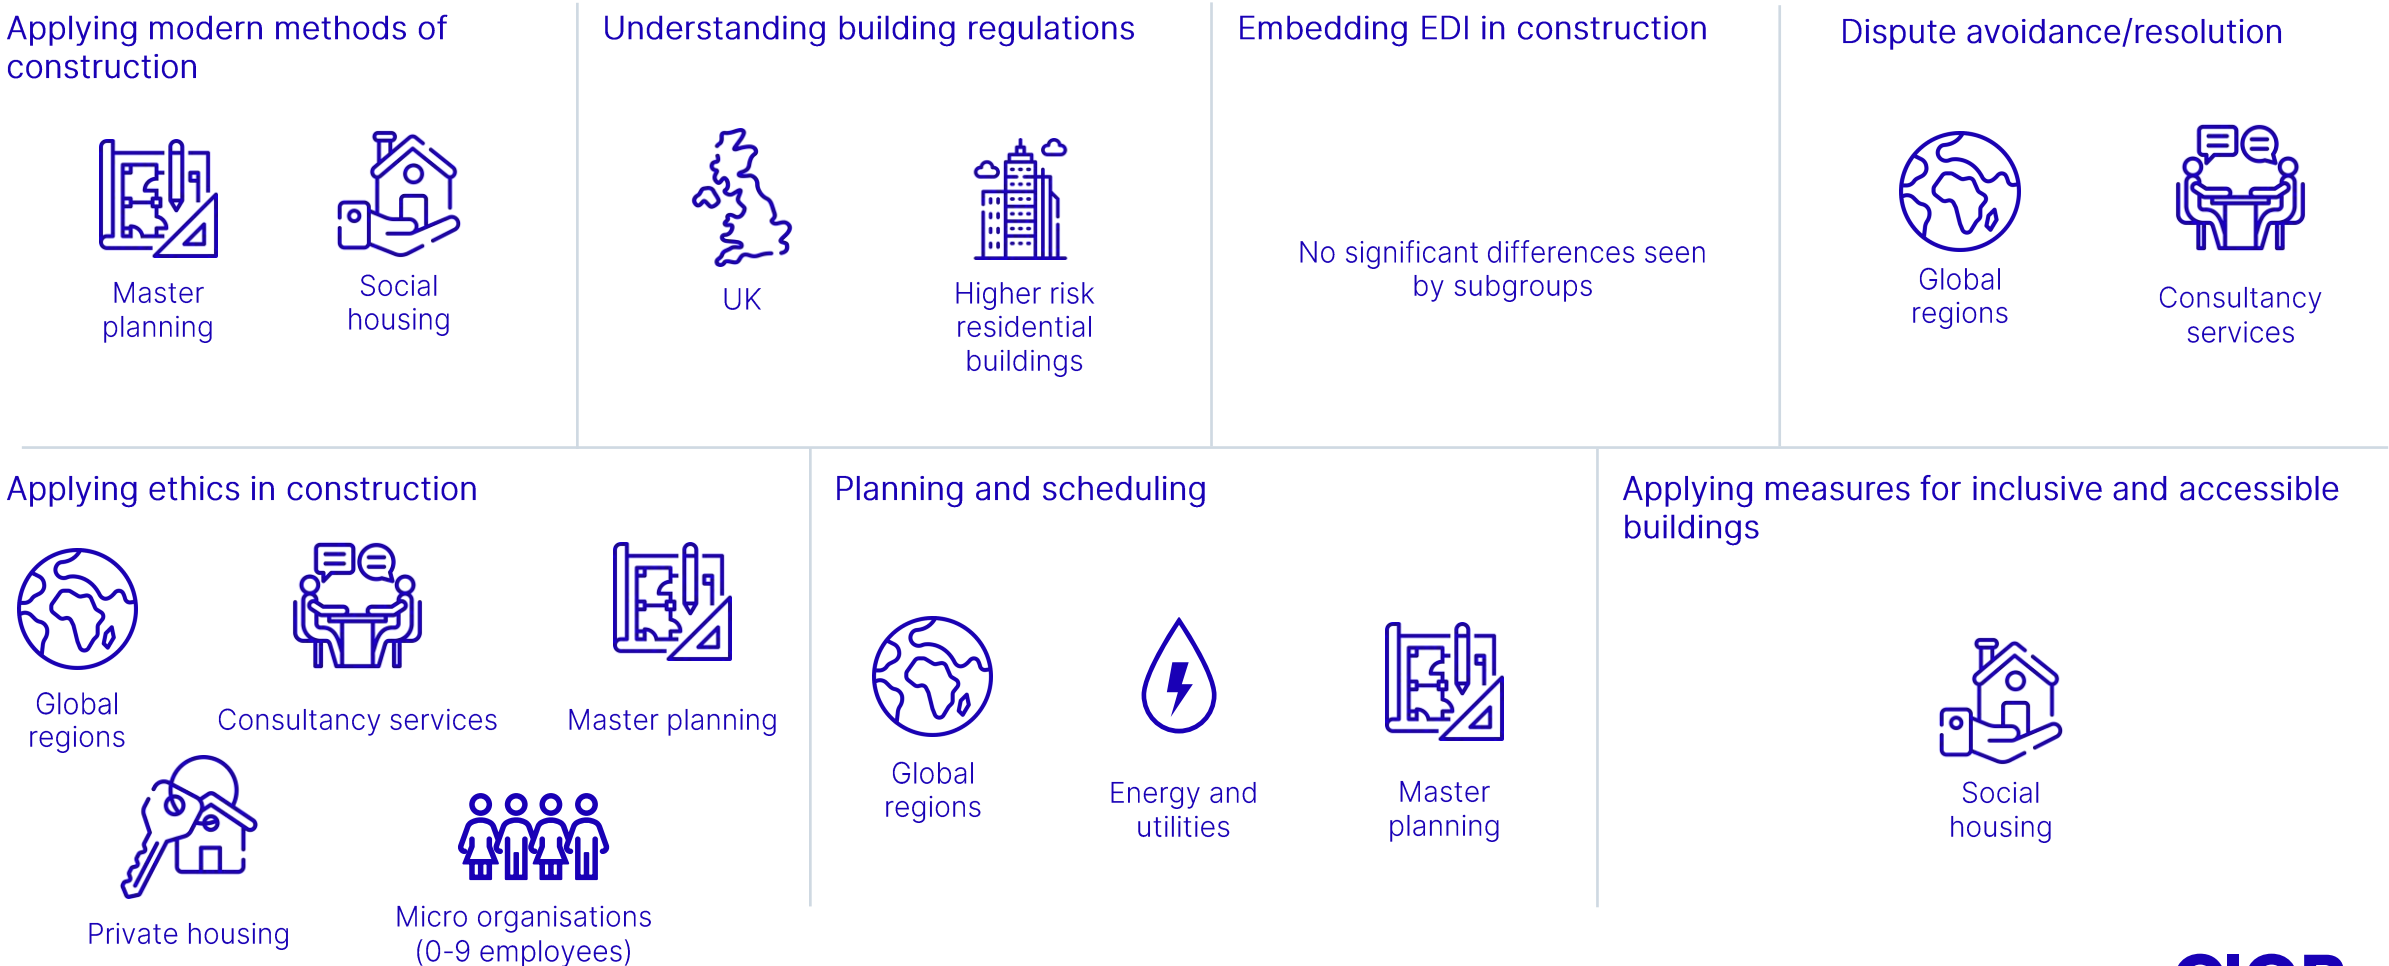 Applying modern methods of
construction
Master
planning
Social
housing
Understanding building regulations
UK
Higher risk
residential
buildings
Embedding EDI in construction
No significant differences seen
by subgroups
Dispute avoidance/resolution
Global
regions
Consultancy
services
Applying ethics in construction
Global
regions
Consultancy services
Master planning
Private housing
Micro organisations
(0-9 employees)
Planning and scheduling
Global
regions
Energy and
utilities
Master
planning
Applying measures for inclusive and accessible
buildings
Social
housing